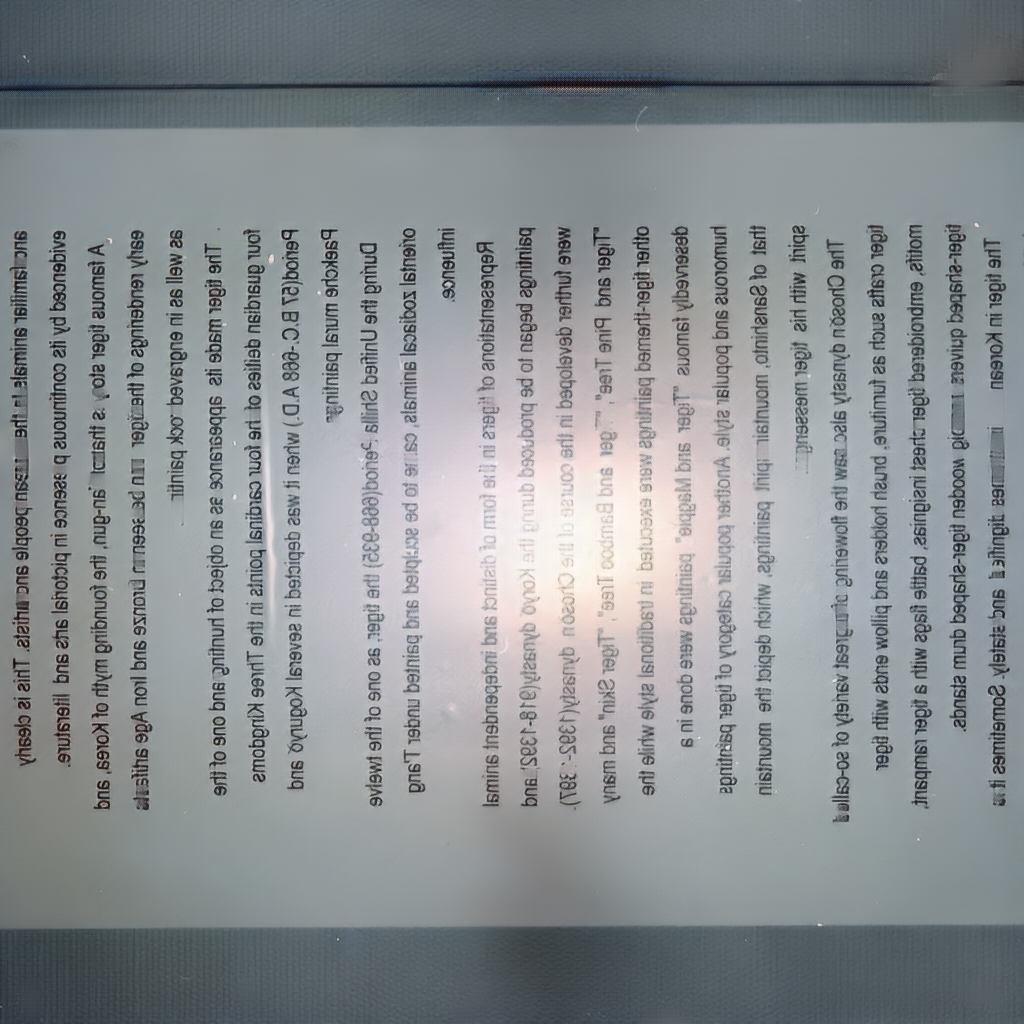 and familiar animals to the people and artists. This is clearly
evidenced by its continuous presence in pictorial arts and literature.
A famous tiger story is that the founding myth of Korea, and
early renderings of the tiger can be seen in bronze and Iron Age artifacts
as well as in engraved rock paintings.
The tiger made its appearance as an object of hunting and one of the
four guardian deities of the four cardinal points in the Three Kingdoms
Period(57 B.C.-668 A.D.) when it was depicted in several Koguryo and
Paekche mural paintings.
During the Unified Silla Period(668-935) the tiger, as one of the twelve
oriental zodiacal animals, came to be sculpted and painted under T'ang
influence.
Representations of tigers in the form of distinct and independent animal
paintings began to be produced during the Koryo dynasty(918-1392), and
were further developed in the course of the Choson dynasty(1392-
"Tiger and Pine Tree", "Tiger and Bamboo Tree", "Tiger Skin" and many
other tiger-themed paintings were executed in traditional style while the
deservedly famous "Tiger and Magpie" paintings were done in a
humorous and popular style. Another popular category of tiger paintings
that of Sanshindo, mountain spirit paintings, which depict the mountain
spirit with his tiger messenger.
The Choson dynasty also saw the flowering of a great variety of so-called
tiger crafts such as furniture, brush holders and pillow ends with tiger
motifs, embroidered tiger chest insignias, battle flags with a tiger rampant,
tiger-shaped pillows, wooden tiger-shaped drum stands.
The tiger in Korean dignified and stately. Sometimes it is